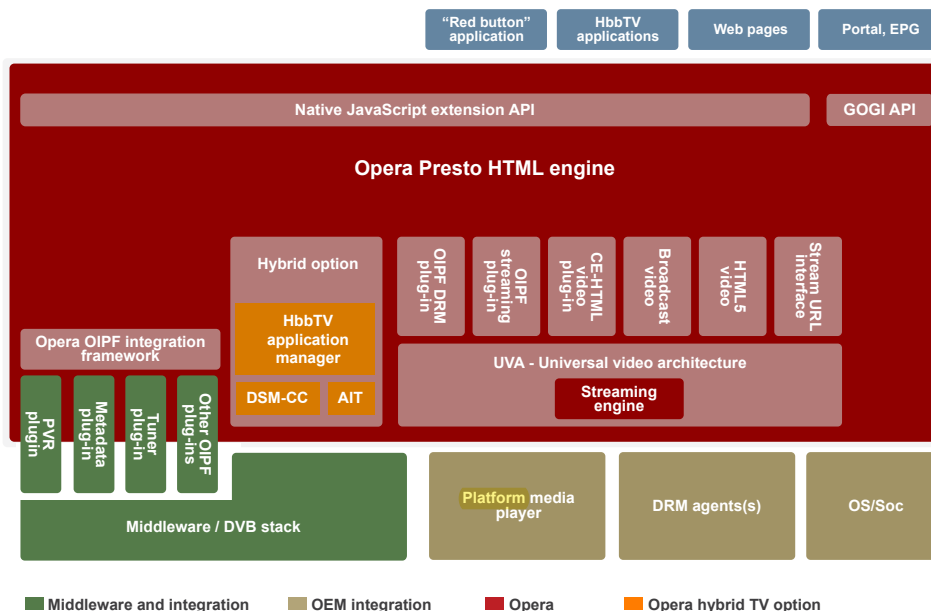 “Red button”
application
HbbTV
applications
Web pages
Portal, EPG
Native JavaScript extension API
GOGI API
Opera Presto HTML engine
Hybrid option
HbbTV
application
manager
DSM-CC
AIT
OIPF DRM
plug-in
OIPF
streaming
plug-in
CE-HTML
video
plug-in
Broadcast
video
HTML5
video
Stream URL
interface
Opera OIPF integration
framework
UVA - Universal video architecture
Streaming
engine
PVR
plugin
Metadata
plug-in
Tuner
plug-in
Other OIPF
plug-ins
Middleware / DVB stack
Platform media
player
DRM agents(s)
OS/Soc
Middleware and integration
OEM integration
Opera
Opera hybrid TV option